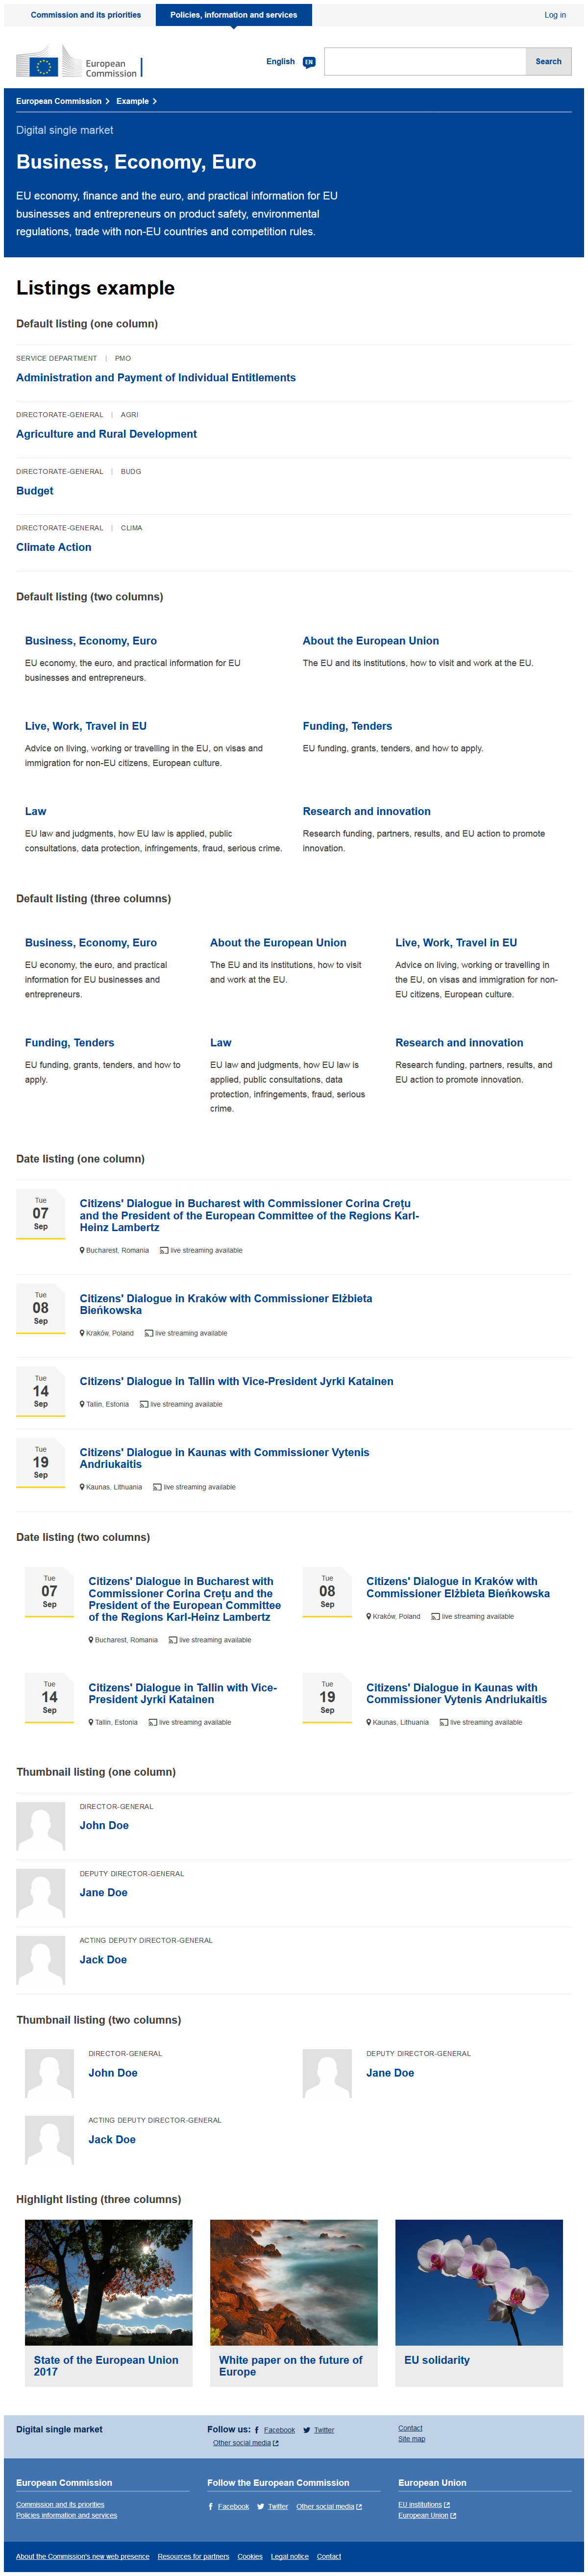 Commission and its priorities
Policies, information and services
Log in
European
Commission
English
EN
Search
European Commission
Example
Digital single market
Business, Economy, Euro
EU economy, finance and the euro, and practical information for EU
businesses and entrepreneurs on product safety, environmental
regulations, trade with non-EU countries and competition rules.
Listings example
Default listing (one column)
SERVICE DEPARTMENT | PMO
Administration and Payment of Individual Entitlements
DIRECTORATE-GENERAL | AGRI
Agriculture and Rural Development
DIRECTORATE-GENERAL | BUDG
Budget
DIRECTORATE-GENERAL | CLIMA
Climate Action
Default listing (two columns)
Business, Economy, Euro
EU economy, the euro, and practical information for EU
businesses and entrepreneurs.
About the European Union
The EU and its institutions, how to visit and work at the EU.
Live, Work, Travel in EU
Advice on living, working or travelling in the EU, on visas and
immigration for non-EU citizens, European culture.
Funding, Tenders
EU funding, grants, tenders, and how to apply.
Law
EU law and judgments, how EU law is applied, public
consultations, data protection, infringements, fraud, serious crime.
Research and innovation
Research funding, partners, results, and EU action to promote
innovation.
Default listing (three columns)
Business, Economy, Euro
EU economy, the euro, and practical
information for EU businesses and
entrepreneurs.
About the European Union
The EU and its institutions, how to visit
and work at the EU.
Live, Work, Travel in EU
Advice on living, working or travelling in
the EU, on visas and immigration for non-
EU citizens, European culture.
Funding, Tenders
EU funding, grants, tenders, and how to
apply.
Law
EU law and judgments, how EU law is
applied, public consultations, data
protection, infringements, fraud, serious
crime.
Research and innovation
Research funding, partners, results, and
EU action to promote innovation.
Date listing (one column)
Tue
07
Sep
Citizens' Dialogue in Bucharest with Commissioner Corina Crețu
and the President of the European Committee of the Regions Karl-
Heinz Lambertz
Bucharest, Romania live streaming available
Tue
08
Sep
Citizens' Dialogue in Kraków with Commissioner Elżbieta
Bieńkowska
Kraków, Poland live streaming available
Tue
14
Sep
Citizens' Dialogue in Tallin with Vice-President Jyrki Katainen
Tallin, Estonia live streaming available
Tue
19
Sep
Citizens' Dialogue in Kaunas with Commissioner Vytenis
Andriukaitis
Kaunas, Lithuania live streaming available
Date listing (two columns)
Tue
07
Sep
Citizens' Dialogue in Bucharest with
Commissioner Corina Crețu and the
President of the European Committee
of the Regions Karl-Heinz Lambertz
Bucharest, Romania live streaming available
Tue
08
Sep
Citizens' Dialogue in Kraków with
Commissioner Elżbieta Bieńkowska
Kraków, Poland live streaming available
Tue
14
Sep
Citizens' Dialogue in Tallin with Vice-
President Jyrki Katainen
Tallin, Estonia live streaming available
Tue
19
Sep
Citizens' Dialogue in Kaunas with
Commissioner Vytenis Andriukaitis
Kaunas, Lithuania live streaming available
Thumbnail listing (one column)
DIRECTOR-GENERAL
John Doe
DEPUTY DIRECTOR-GENERAL
Jane Doe
ACTING DEPUTY DIRECTOR-GENERAL
Jack Doe
Thumbnail listing (two columns)
DIRECTOR-GENERAL
John Doe
DEPUTY DIRECTOR-GENERAL
Jane Doe
ACTING DEPUTY DIRECTOR-GENERAL
Jack Doe
Highlight listing (three columns)
State of the European Union
2017
White paper on the future of
Europe
EU solidarity
Digital single market
Follow us: Facebook Twitter
Other social media
Contact
Site map
European Commission
Commission and its priorities
Policies information and services
Follow the European Commission
Facebook Twitter Other social media
European Union
EU institutions
European Union
About the Commission's new web presence Resources for partners Cookies Legal notice Contact